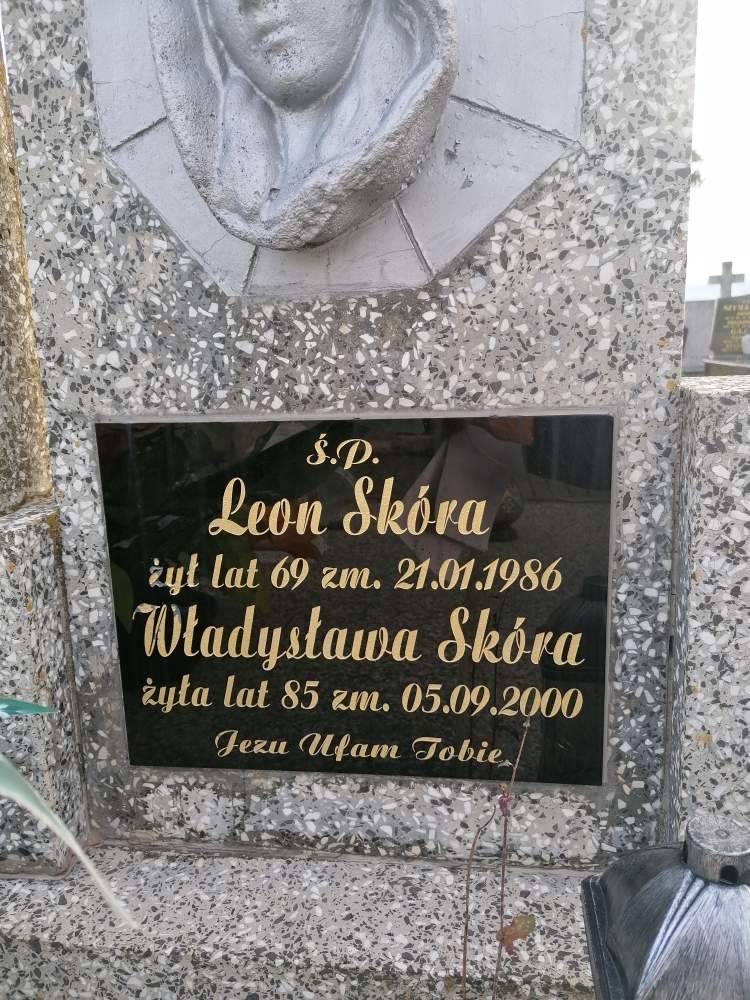 Ś.P.
Leon Skóra
żył lat 69 zm. 21.01.1986
Władysława Skóra
żyła lat 85 zm. 05.09.2000
Jezu Ufam Tobie